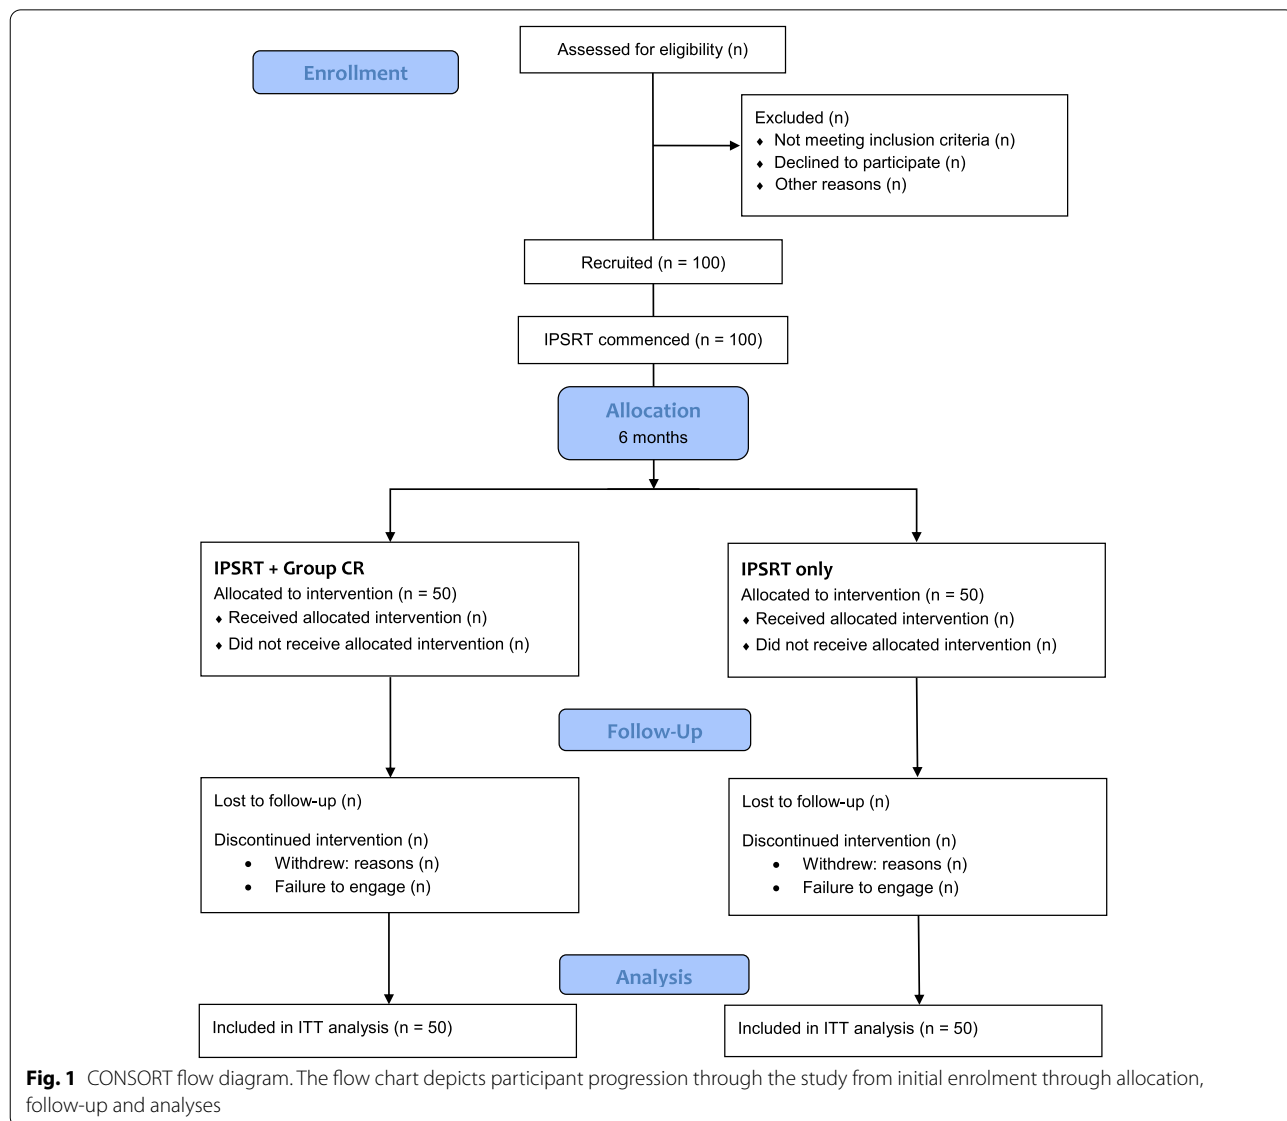 Assessed for eligibility (n)
Enrollment
Excluded (n)
♦ Not meeting inclusion criteria (n)
♦ Declined to participate (n)
♦ Other reasons (n)
Recruited (n = 100)
IPSRT commenced (n = 100)
Allocation
6 months
IPSRT + Group CR
Allocated to intervention (n = 50)
♦ Received allocated intervention (n)
♦ Did not receive allocated intervention (n)
IPSRT only
Allocated to intervention (n = 50)
♦ Received allocated intervention (n)
♦ Did not receive allocated intervention (n)
Follow-Up
Lost to follow-up (n)
Discontinued intervention (n)
• Withdrew: reasons (n)
• Failure to engage (n)
Lost to follow-up (n)
Discontinued intervention (n)
• Withdrew: reasons (n)
• Failure to engage (n)
Analysis
Included in ITT analysis (n = 50)
Included in ITT analysis (n = 50)
Fig. 1 CONSORT flow diagram. The flow chart depicts participant progression through the study from initial enrolment through allocation,
follow-up and analyses